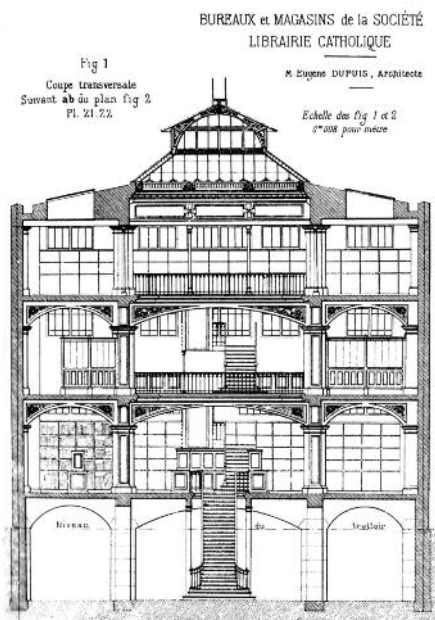 BUREAUX et MAGASINS de la SOCIÉTÉ
LIBRAIRIE CATHOLIQUE
M. Eugène DUPUIS, Architecte
Fig 1
Coupe transversale
Suivant ab du plan fig 2
Pl. 21.22
Echelle des fig 1 et 2
0m008 pour mètre
Niveau du trottoir